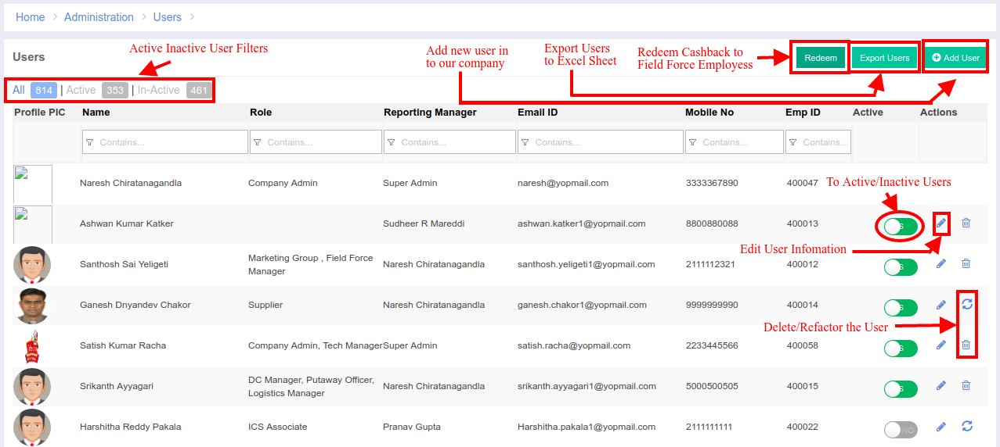 Home > Administration > Users >
Active Inactive User Filters
Users
Add new user in
to our company
Export Users
to Excel Sheet
Redeem Cashback to
Field Force Employess
Redeem
Export Users
Add User
All 814 | Active 353 | In-Active 461
Profile PIC Name Role Reporting Manager Email ID Mobile No Emp ID Active Actions
Contains... Contains... Contains... Contains... Contains... Contains...
Naresh Chiratanagandla Company Admin Super Admin naresh@yopmail.com 3333367890 400047
To Active/Inactive Users
Ashwan Kumar Katker Sudheer R Mareddi ashwan.katker1@yopmail.com 8800880088 400013 S
Edit User Infomation
Santhosh Sai Yeligeti Marketing Group , Field Force
Manager Naresh Chiratanagandla santhosh.yeligeti1@yopmail.com 2111112321 400012 S
Ganesh Dnyandev Chakor Supplier Naresh Chiratanagandla ganesh.chakor1@yopmail.com 9999999990 400014 S
Delete/Refactor the User
Satish Kumar Racha Company Admin, Tech Manager Super Admin satish.racha@yopmail.com 2233445566 400058 S
Srikanth Ayyagari DC Manager, Putaway Officer,
Logistics Manager Naresh Chiratanagandla srikanth.ayyagari1@yopmail.com 5000500505 400015 S
Harshitha Reddy Pakala ICS Associate Pranav Gupta Harshitha.pakala1@yopmail.com 2111111111 400022 NO